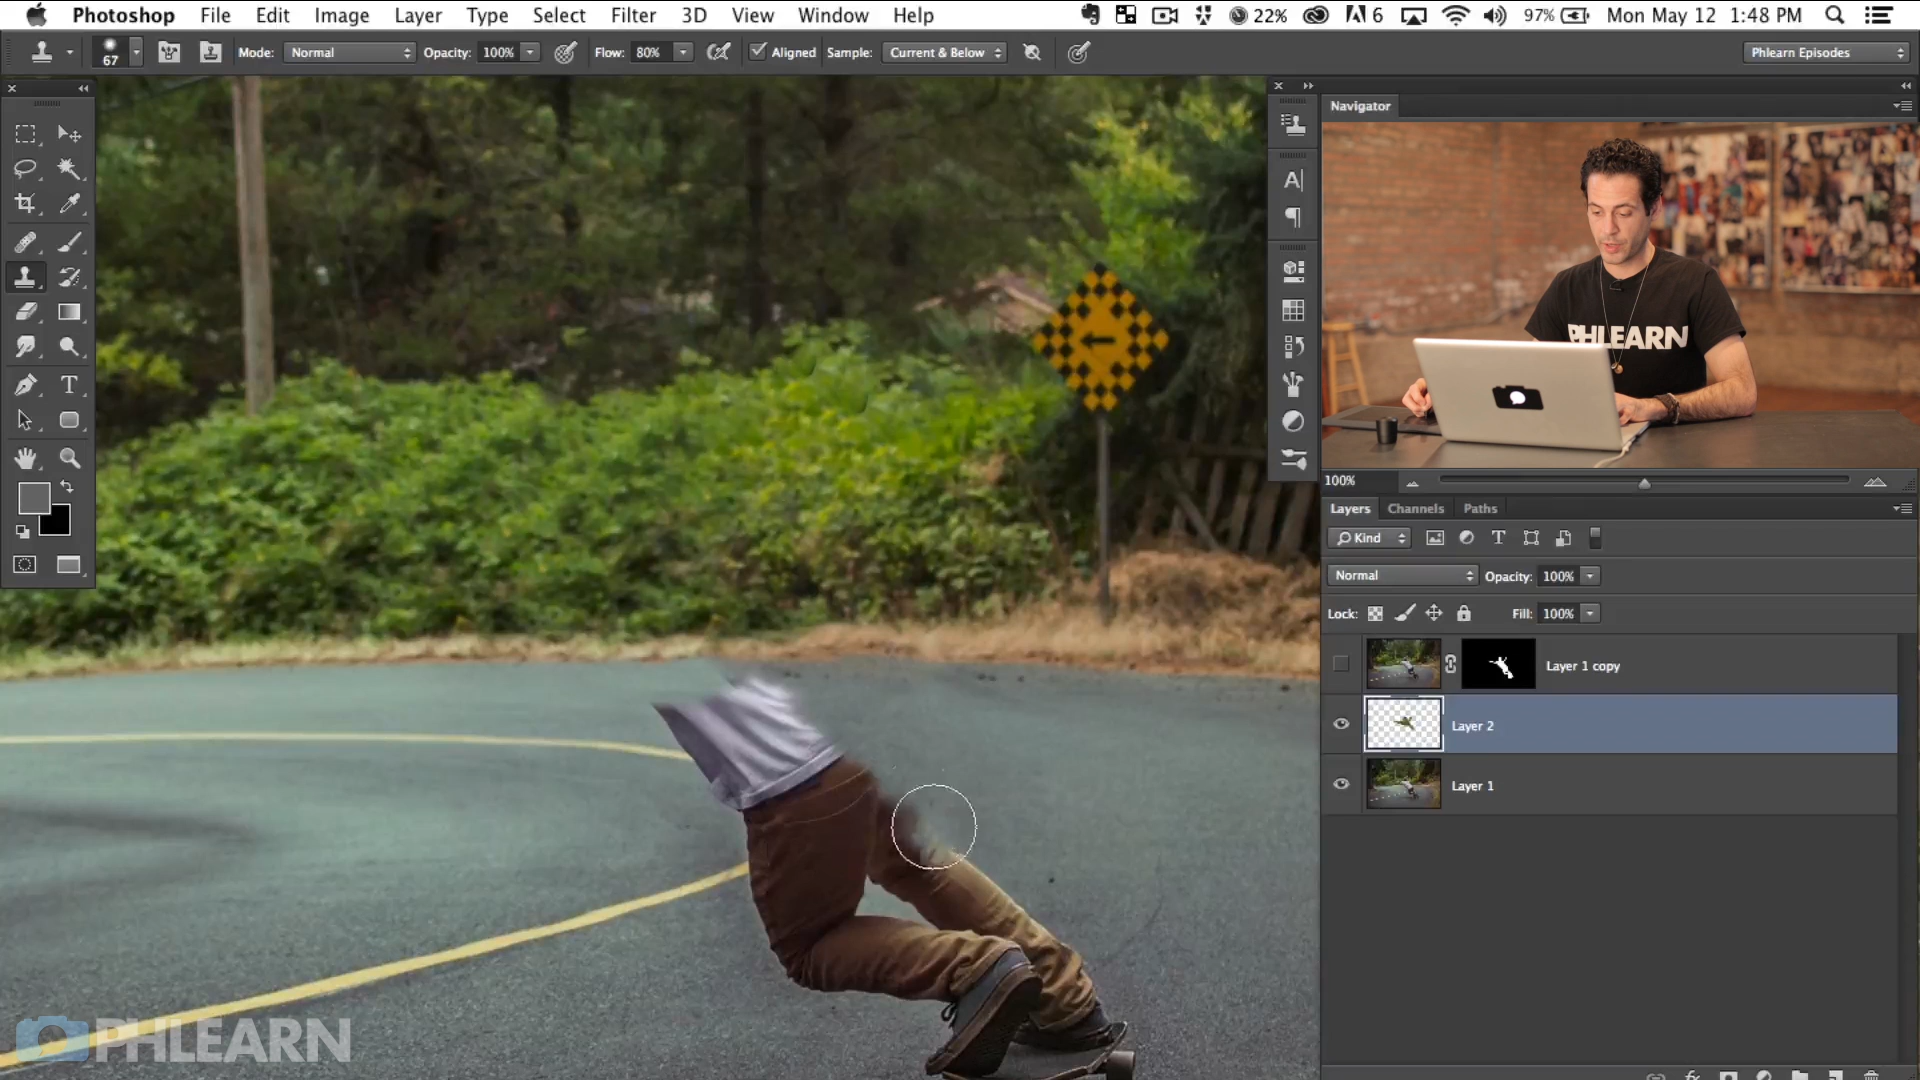 Photoshop File Edit Image Layer Type Select Filter 3D View Window Help 22% 6 97% Mon May 12 1:48 PM
67 Mode: Normal Opacity: 100% Flow: 80% Aligned Sample: Current & Below Phlearn Episodes
Navigator
PHLEARN
100%
Layers Channels Paths
Kind
Normal Opacity: 100%
Lock: Fill: 100%
Layer 1 copy
Layer 2
Layer 1
PHLEARN